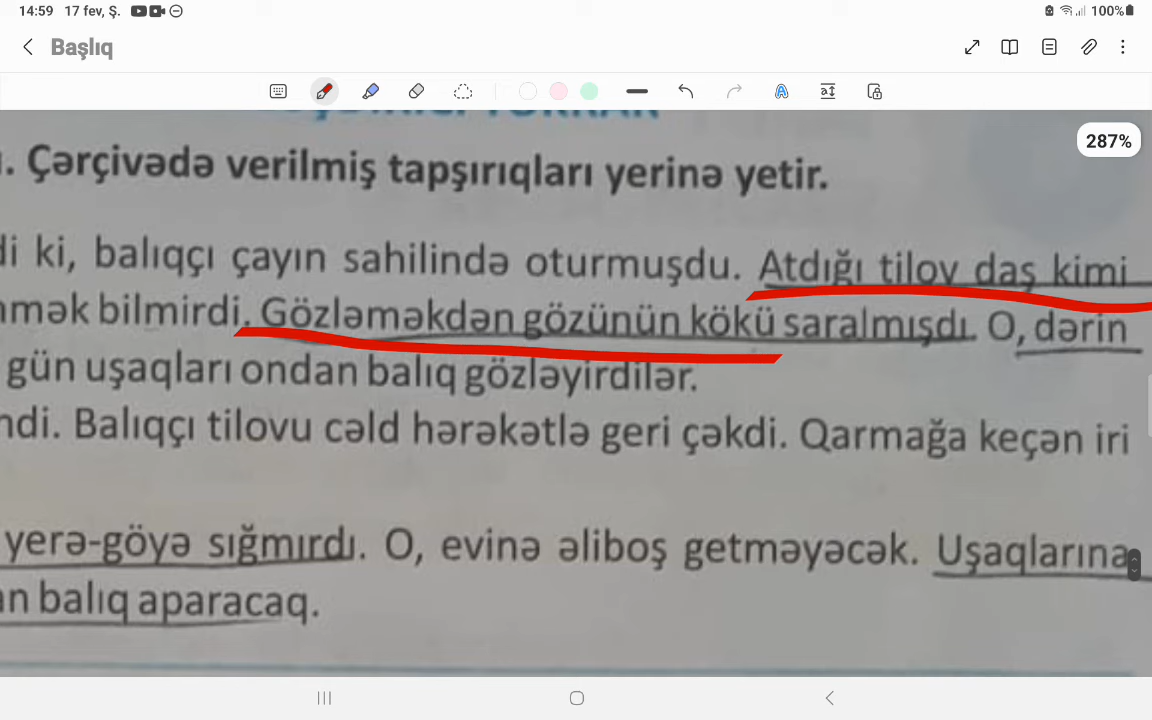 14:59 17 fev, Ş. 100%
Başlıq
287%
. Çərçivədə verilmiş tapşırıqları yerinə yetir.
di ki, balıqçı çayın sahilində oturmuşdu. Atdığı tilov daş kimi
mək bilmirdi. Gözləməkdən gözünün kökü saralmışdı. O, dərin
gün uşaqları ondan balıq gözləyirdilər.
ndi. Balıqçı tilovu cəld hərəkətlə geri çəkdi. Qarmağa keçən iri
yerə-göyə sığmırdı. O, evinə əliboş getməyəcək. Uşaqlarına
an balıq aparacaq.